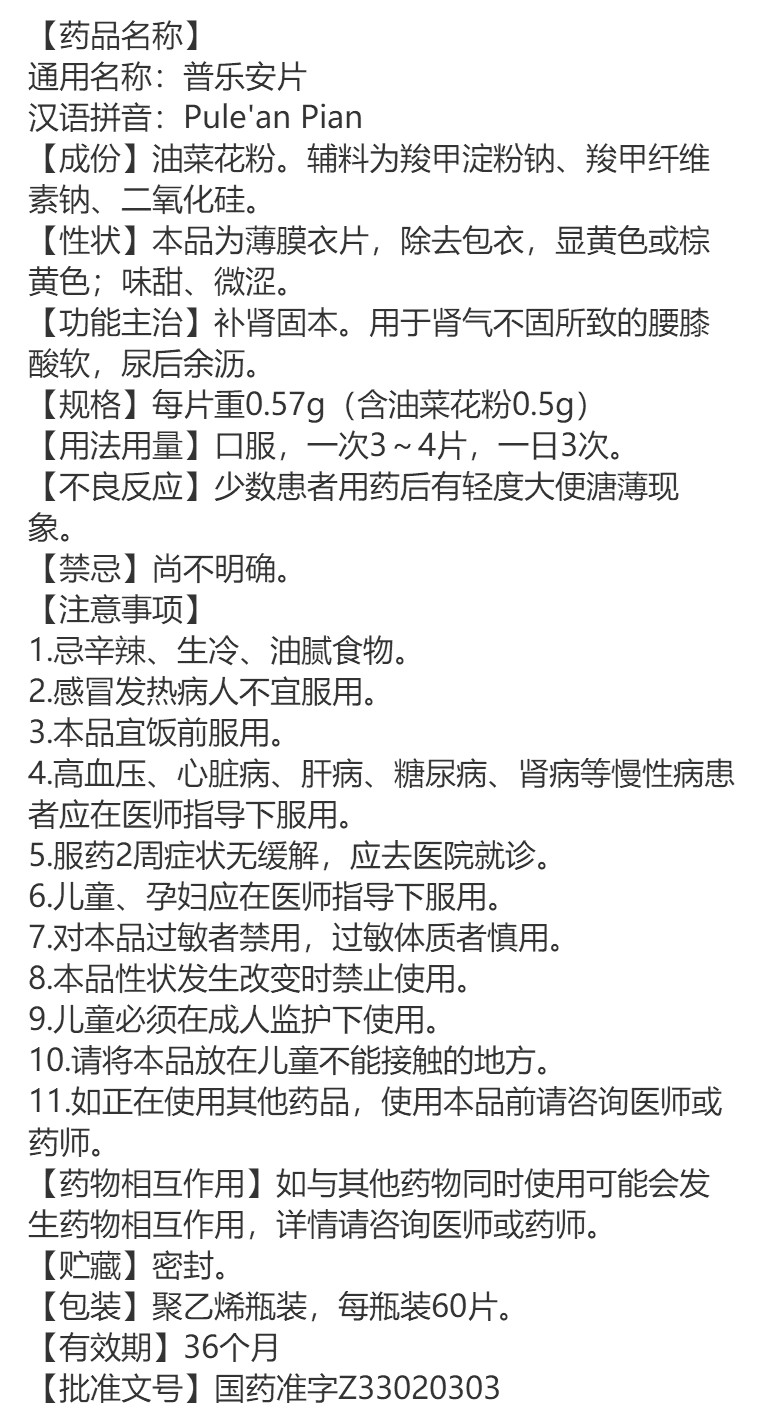 【药品名称】
通用名称：普乐安片
汉语拼音：Pule'an Pian
【成份】油菜花粉。辅料为羧甲淀粉钠、羧甲纤维
素钠、二氧化硅。
【性状】本品为薄膜衣片，除去包衣，显黄色或棕
黄色；味甜、微涩。
【功能主治】补肾固本。用于肾气不固所致的腰膝
酸软，尿后余沥。
【规格】每片重0.57g（含油菜花粉0.5g）
【用法用量】口服，一次3～4片，一日3次。
【不良反应】少数患者用药后有轻度大便溏薄现
象。
【禁忌】尚不明确。
【注意事项】
1.忌辛辣、生冷、油腻食物。
2.感冒发热病人不宜服用。
3.本品宜饭前服用。
4.高血压、心脏病、肝病、糖尿病、肾病等慢性病患
者应在医师指导下服用。
5.服药2周症状无缓解，应去医院就诊。
6.儿童、孕妇应在医师指导下服用。
7.对本品过敏者禁用，过敏体质者慎用。
8.本品性状发生改变时禁止使用。
9.儿童必须在成人监护下使用。
10.请将本品放在儿童不能接触的地方。
11.如正在使用其他药品，使用本品前请咨询医师或
药师。
【药物相互作用】如与其他药物同时使用可能会发
生药物相互作用，详情请咨询医师或药师。
【贮藏】密封。
【包装】聚乙烯瓶装，每瓶装60片。
【有效期】36个月
【批准文号】国药准字Z33020303